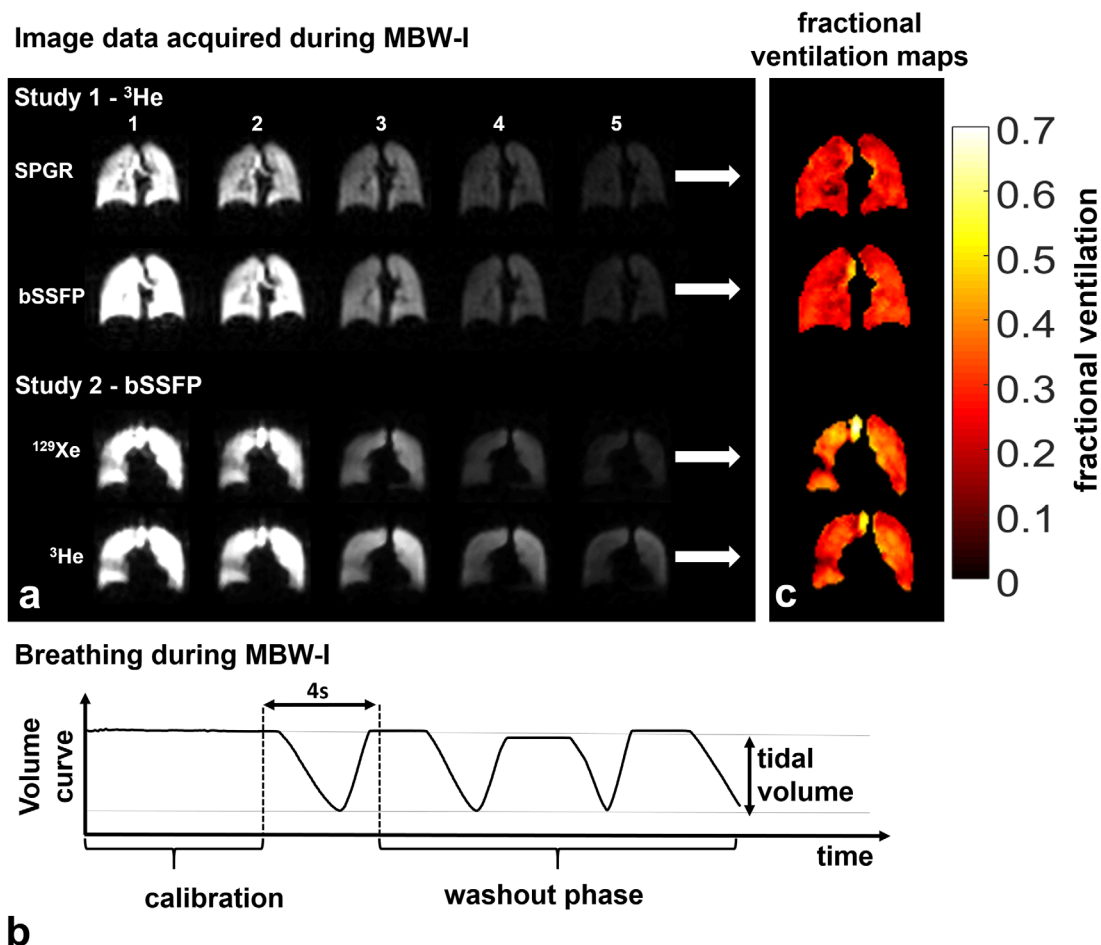 Image data acquired during MBW-I
fractional
ventilation maps
Study 1 - ³He
1 2 3 4 5
SPGR
bSSFP
Study 2 - bSSFP
¹²⁹Xe
³He
a
c
0.7
0.6
0.5
0.4
0.3
0.2
0.1
0
fractional ventilation
Breathing during MBW-I
4s
Volume
curve
tidal
volume
time
calibration
washout phase
b